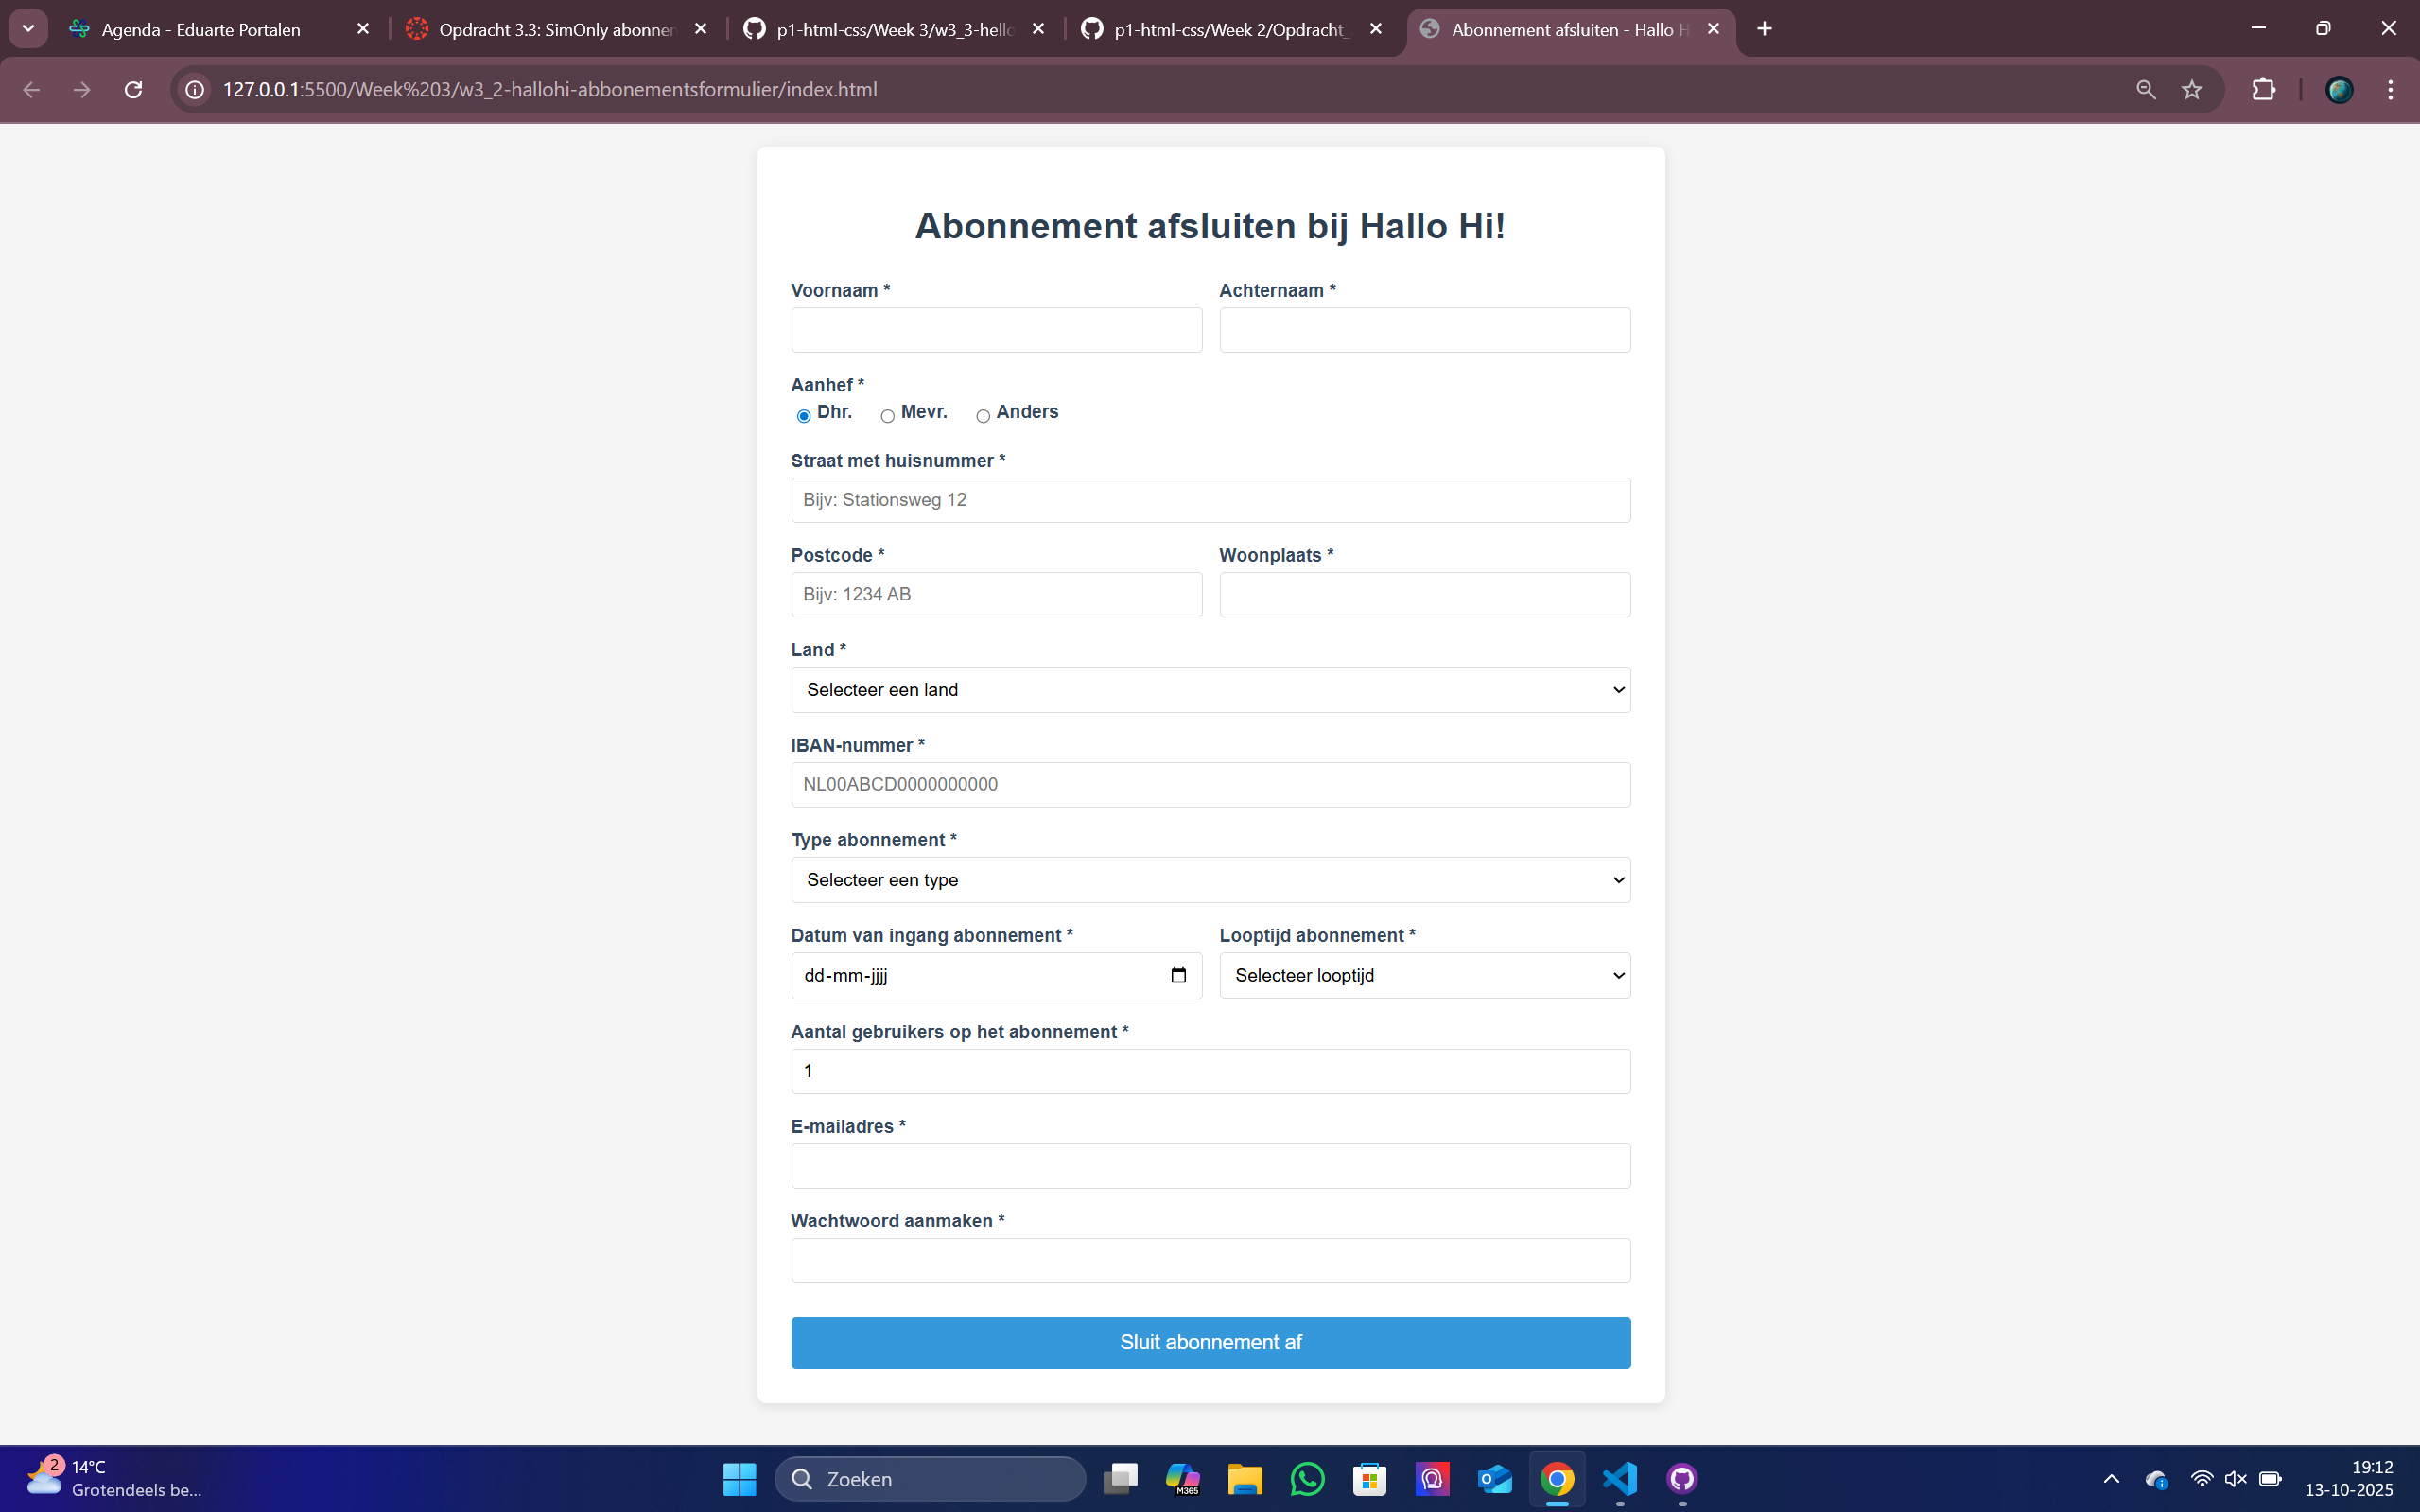 Agenda - Eduarte Portalen
Opdracht 3.3: SimOnly abonnen
p1-html-css/Week 3/w3_3-hello
p1-html-css/Week 2/Opdracht_
Abonnement afsluiten - Hallo H
127.0.0.1:5500/Week%203/w3_2-hallohi-abbonementsformulier/index.html
Abonnement afsluiten bij Hallo Hi!
Voornaam * Achternaam *
Aanhef *
Dhr. Mevr. Anders
Straat met huisnummer *
Bijv: Stationsweg 12
Postcode * Woonplaats *
Bijv: 1234 AB
Land *
Selecteer een land
IBAN-nummer *
NL00ABCD0000000000
Type abonnement *
Selecteer een type
Datum van ingang abonnement * Looptijd abonnement *
dd-mm-jjjj Selecteer looptijd
Aantal gebruikers op het abonnement *
1
E-mailadres *
Wachtwoord aanmaken *
Sluit abonnement af
2
14°C
Grotendeels be...
Zoeken
M365
19:12
13-10-2025